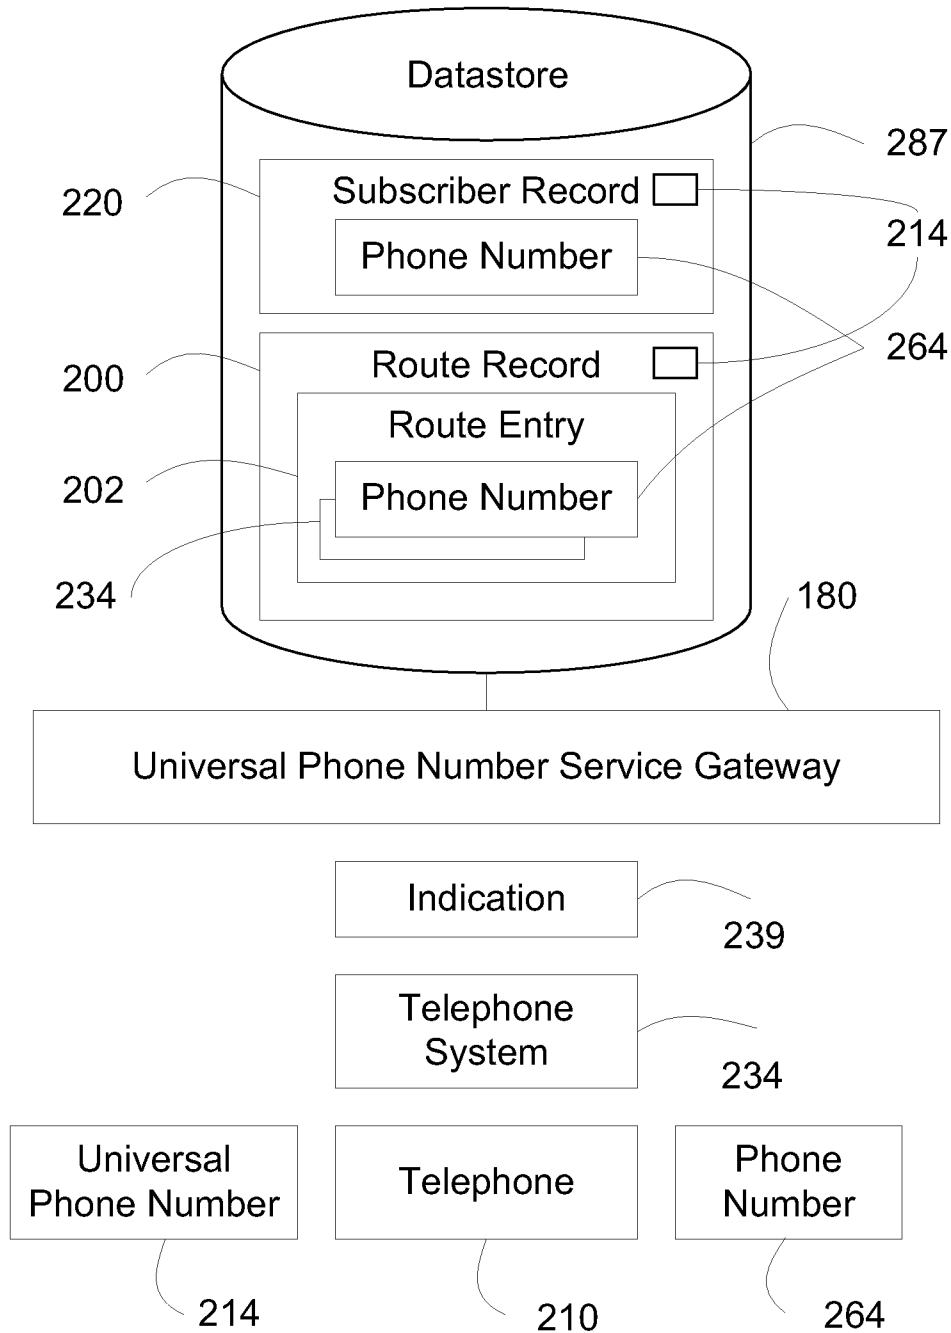 Datastore
287
220
Subscriber Record
214
Phone Number
264
200
Route Record
Route Entry
202
Phone Number
234
180
Universal Phone Number Service Gateway
Indication
239
Telephone
System
234
Universal
Phone Number
Telephone
Phone
Number
214
210
264